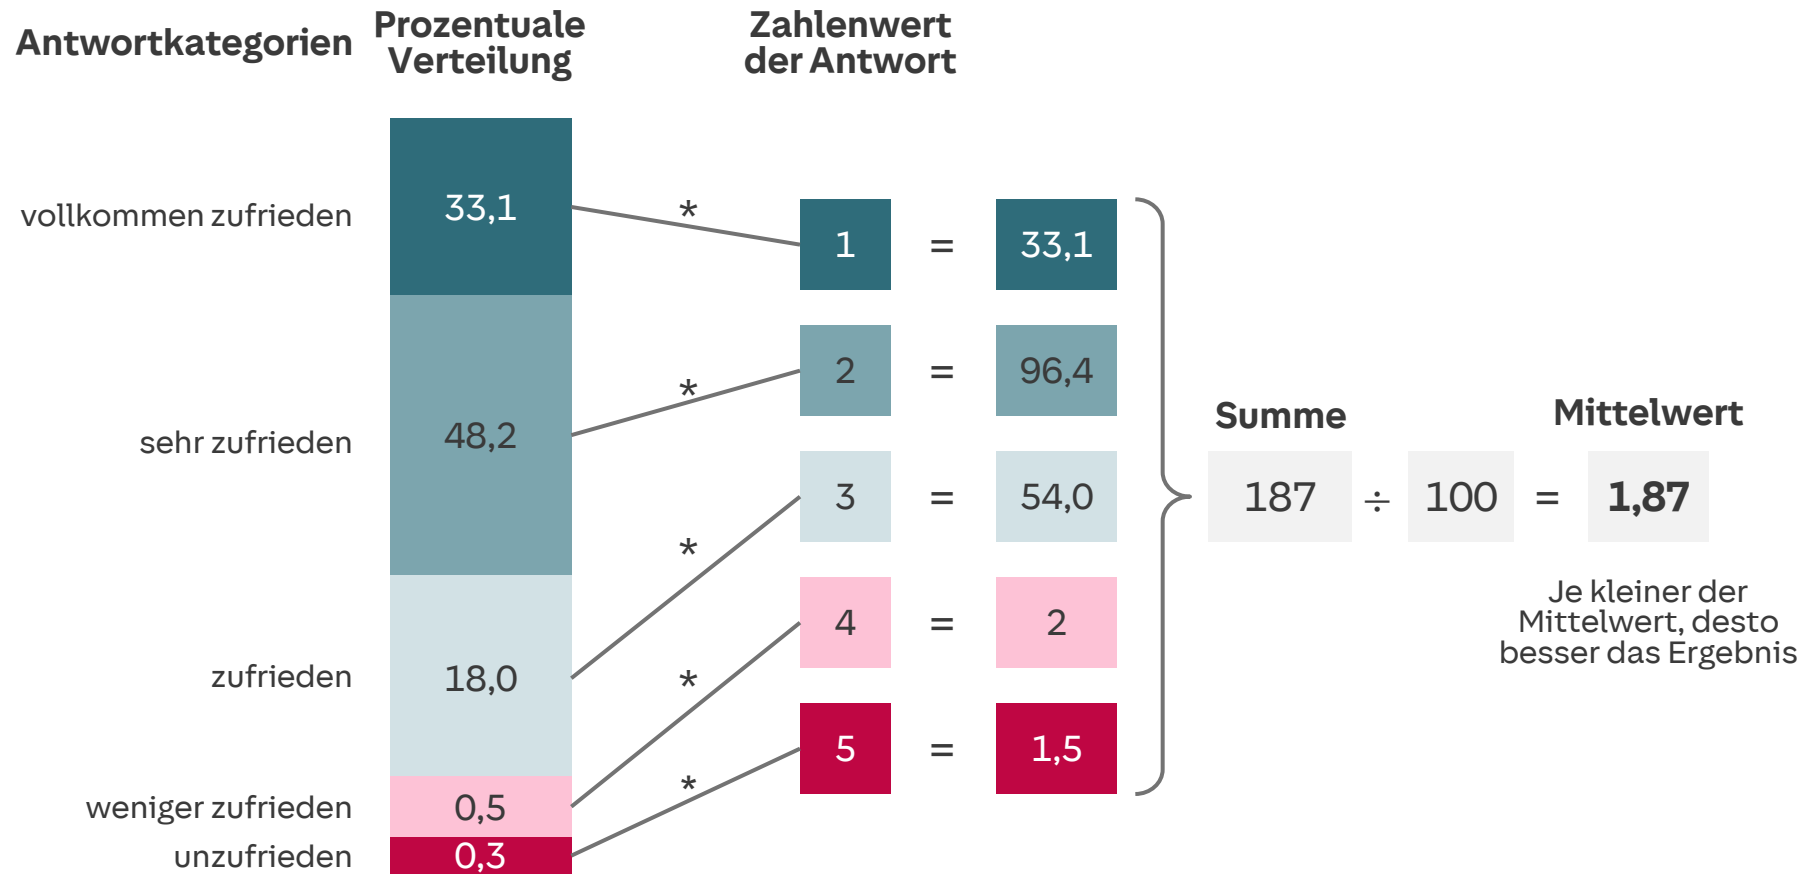 Antwortkategorien
Prozentuale
Verteilung
Zahlenwert
der Antwort
vollkommen zufrieden
33,1
*
1
=
33,1
sehr zufrieden
48,2
*
2
=
96,4
zufrieden
18,0
*
3
=
54,0
weniger zufrieden
0,5
*
4
=
2
unzufrieden
0,3
*
5
=
1,5
Summe
187
÷
100
=
Mittelwert
1,87
Je kleiner der
Mittelwert, desto
besser das Ergebnis